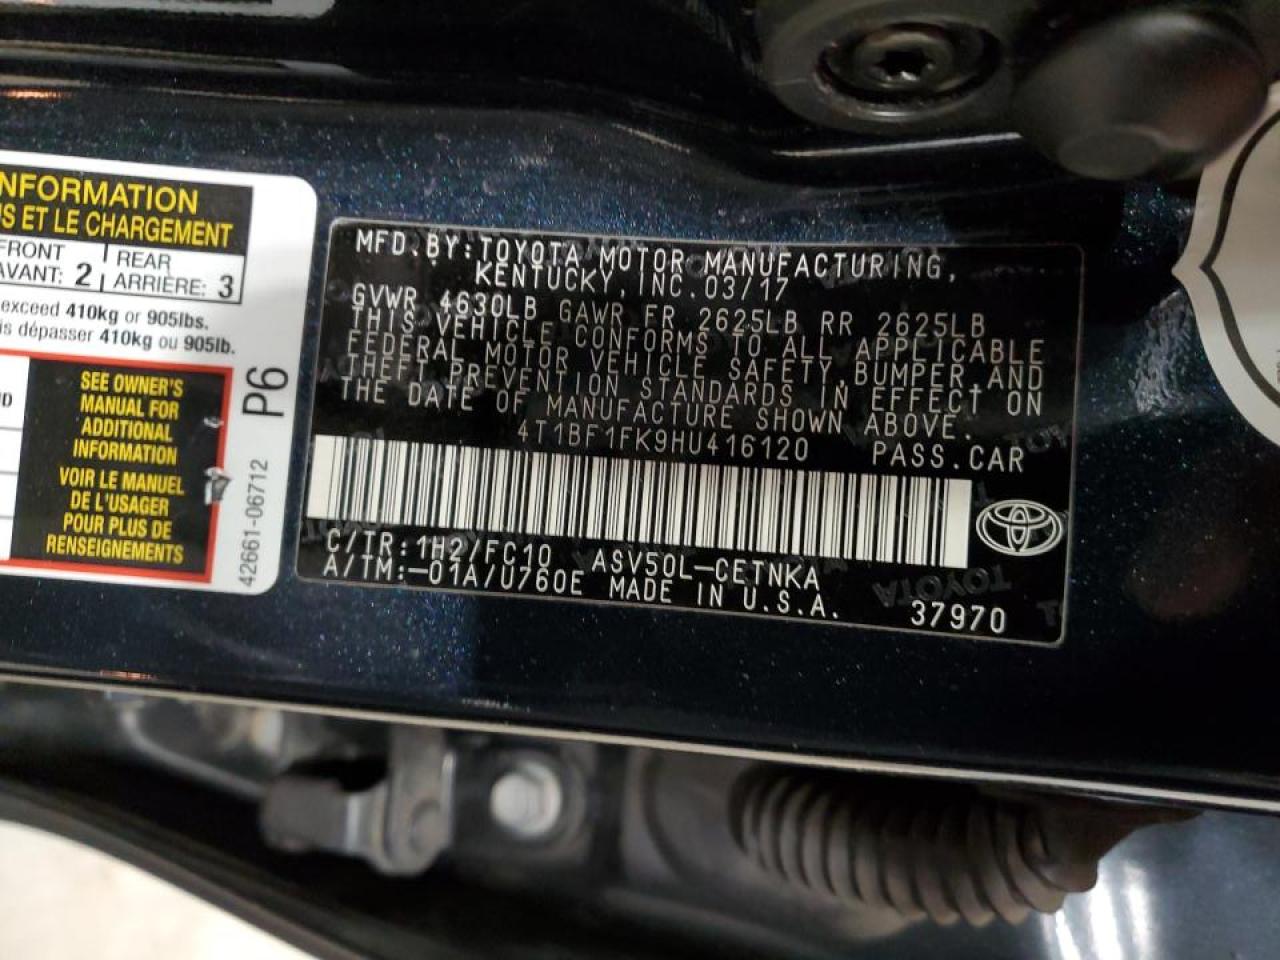 NFORMATION
S ET LE CHARGEMENT
FRONT
AVANT: 2
REAR
ARRIÈRE: 3
exceed 410kg or 905lbs.
is dépasser 410kg ou 905lb.
SEE OWNER'S
MANUAL FOR
ADDITIONAL
INFORMATION
VOIR LE MANUEL
DE L'USAGER
POUR PLUS DE
RENSEIGNEMENTS
P6
42661-06712
MFD.BY:TOYOTA MOTOR MANUFACTURING,
KENTUCKY,INC.03/17
GVWR 4630LB GAWR FR 2625LB RR 2625LB
THIS VEHICLE CONFORMS TO ALL APPLICABLE
FEDERAL MOTOR VEHICLE SAFETY,BUMPER,AND
THEFT PREVENTION STANDARDS IN EFFECT ON
THE DATE OF MANUFACTURE SHOWN ABOVE.
4T1BF1FK9HU416120 PASS.CAR
C/TR:1H2/FC10 ASV50L-CETNKA
A/TM:-01A/U760E MADE IN U.S.A. 37970
TOYOTA